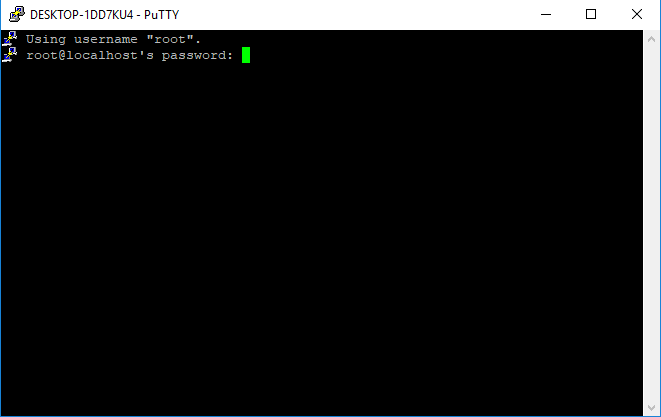 DESKTOP-1DD7KU4 - PuTTY
Using username "root".
root@localhost's password: